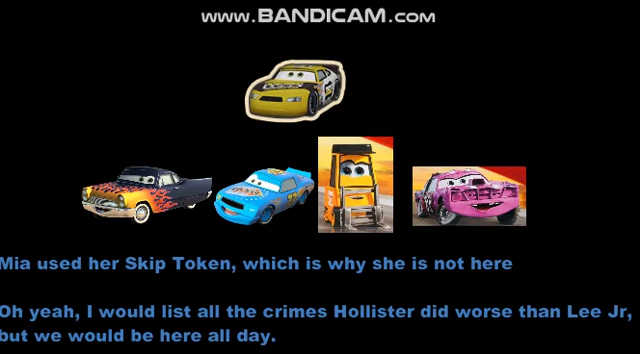 www.BANDICAM.com
Mia used her Skip Token, which is why she is not here
Oh yeah, I would list all the crimes Hollister did worse than Lee Jr,
but we would be here all day.